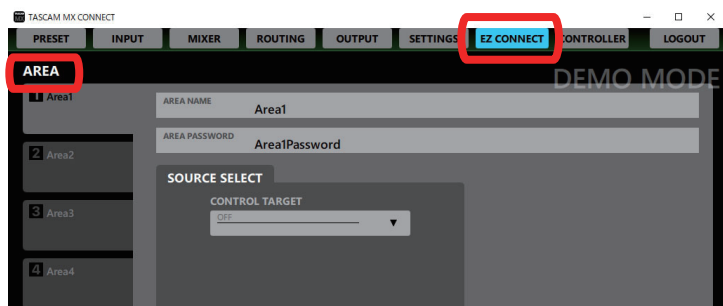 TASCAM MX CONNECT
PRESET INPUT MIXER ROUTING OUTPUT SETTINGS EZ CONNECT CONTROLLER LOGOUT
AREA
DEMO MODE
1 Area1
AREA NAME
Area1
AREA PASSWORD
Area1Password
2 Area2
SOURCE SELECT
CONTROL TARGET
OFF
3 Area3
4 Area4